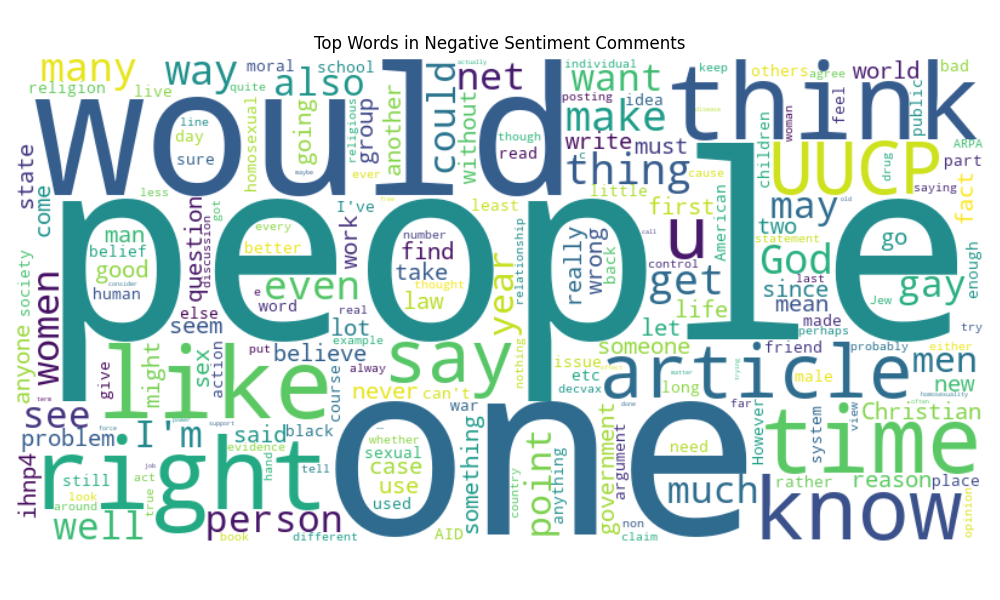 Top Words in Negative Sentiment Comments
many way moral school individual keep others agree world bad
religion live quite also net want public
would could think
line day sure homosexual going religious group another without though read posting idea make write must feel woman children ARPA part saying
state come less maybe ever thing cause UUCP drug fact
people I've least little first American may two old
man belief good human question discussion got every better even e word work number find take thought law relationship year really wrong back u control get life God statement since last mean Jew go gay enough
society women consider else seem real lot example nothing let call made perhaps try
anyone give like might sex action put believe course alway say never can't issue etc decvax someone article friend male probably men either new
term see problem I'm said black war long far However system view Christian time homosexuality often
ihnp4 right evidence hand tell support force whether sexual case use used one something point government argument need much know rather reason place
still look around act true job person country anything non claim opinion
well book different AID